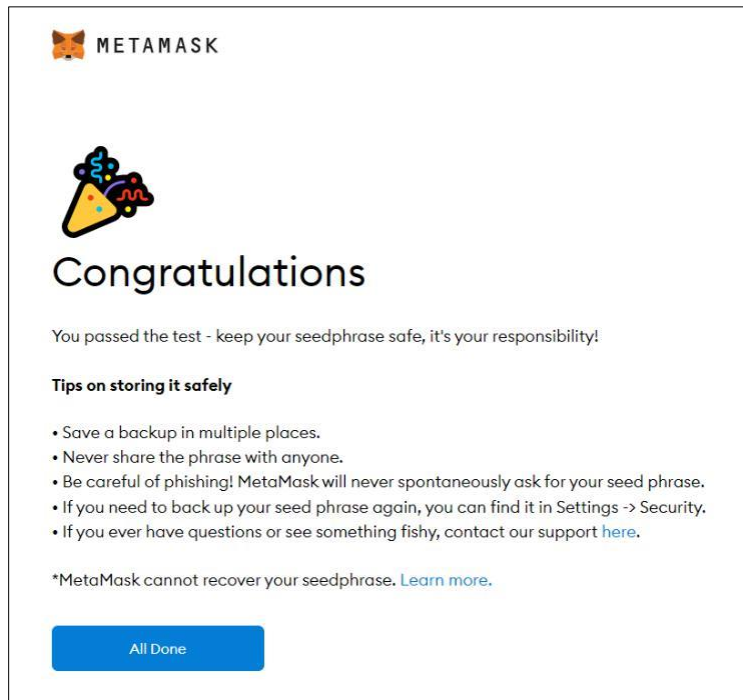 METAMASK
Congratulations
You passed the test - keep your seedphrase safe, it's your responsibility!
Tips on storing it safely
• Save a backup in multiple places.
• Never share the phrase with anyone.
• Be careful of phishing! MetaMask will never spontaneously ask for your seed phrase.
• If you need to back up your seed phrase again, you can find it in Settings -> Security.
• If you ever have questions or see something fishy, contact our support here.
*MetaMask cannot recover your seedphrase. Learn more.
All Done